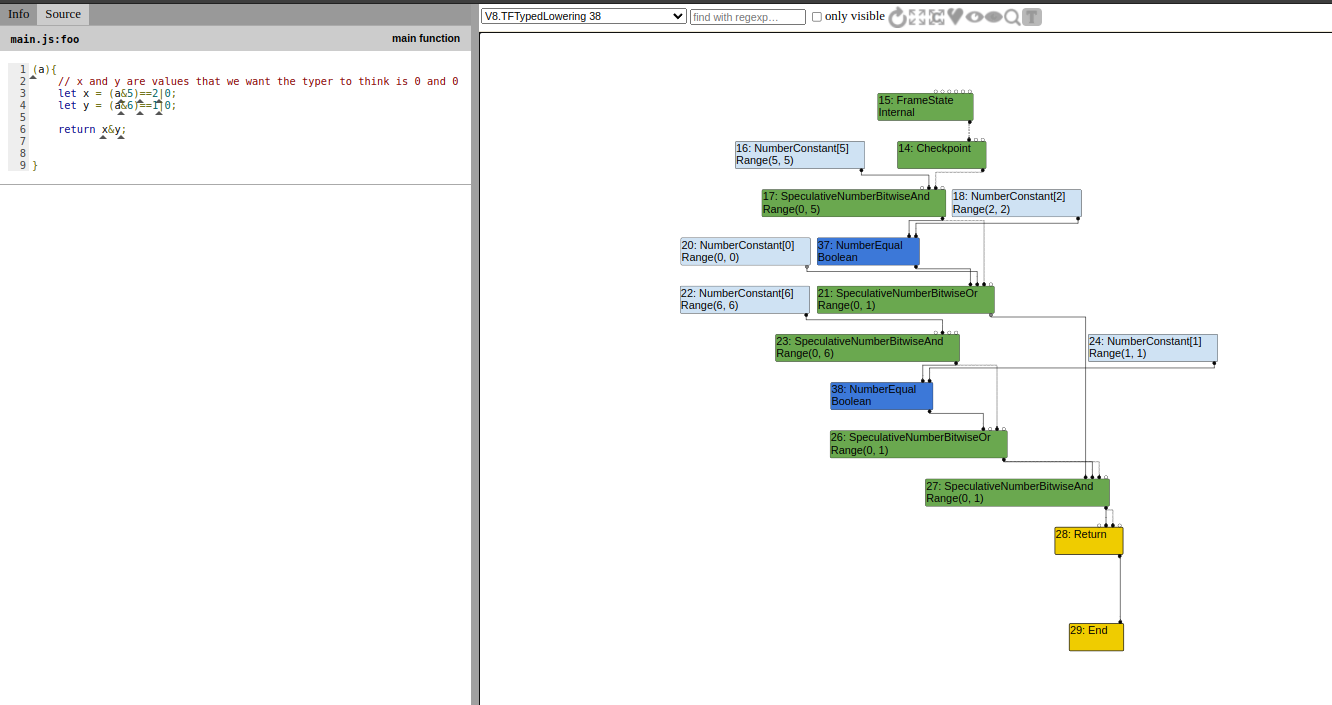 Info Source
V8.TFTypedLowering 38 find with regexp… only visible T
main.js:foo main function
1 (a){
2 // x and y are values that we want the typer to think is 0 and 0
3 let x = (a&5)==2|0;
4 let y = (a&6)==1|0;
5
6 return x&y;
7
8
9 }
15: FrameState
Internal
16: NumberConstant[5]
Range(5, 5)
14: Checkpoint
17: SpeculativeNumberBitwiseAnd
Range(0, 5)
18: NumberConstant[2]
Range(2, 2)
20: NumberConstant[0]
Range(0, 0)
37: NumberEqual
Boolean
22: NumberConstant[6]
Range(6, 6)
21: SpeculativeNumberBitwiseOr
Range(0, 1)
23: SpeculativeNumberBitwiseAnd
Range(0, 6)
24: NumberConstant[1]
Range(1, 1)
38: NumberEqual
Boolean
26: SpeculativeNumberBitwiseOr
Range(0, 1)
27: SpeculativeNumberBitwiseAnd
Range(0, 1)
28: Return
29: End